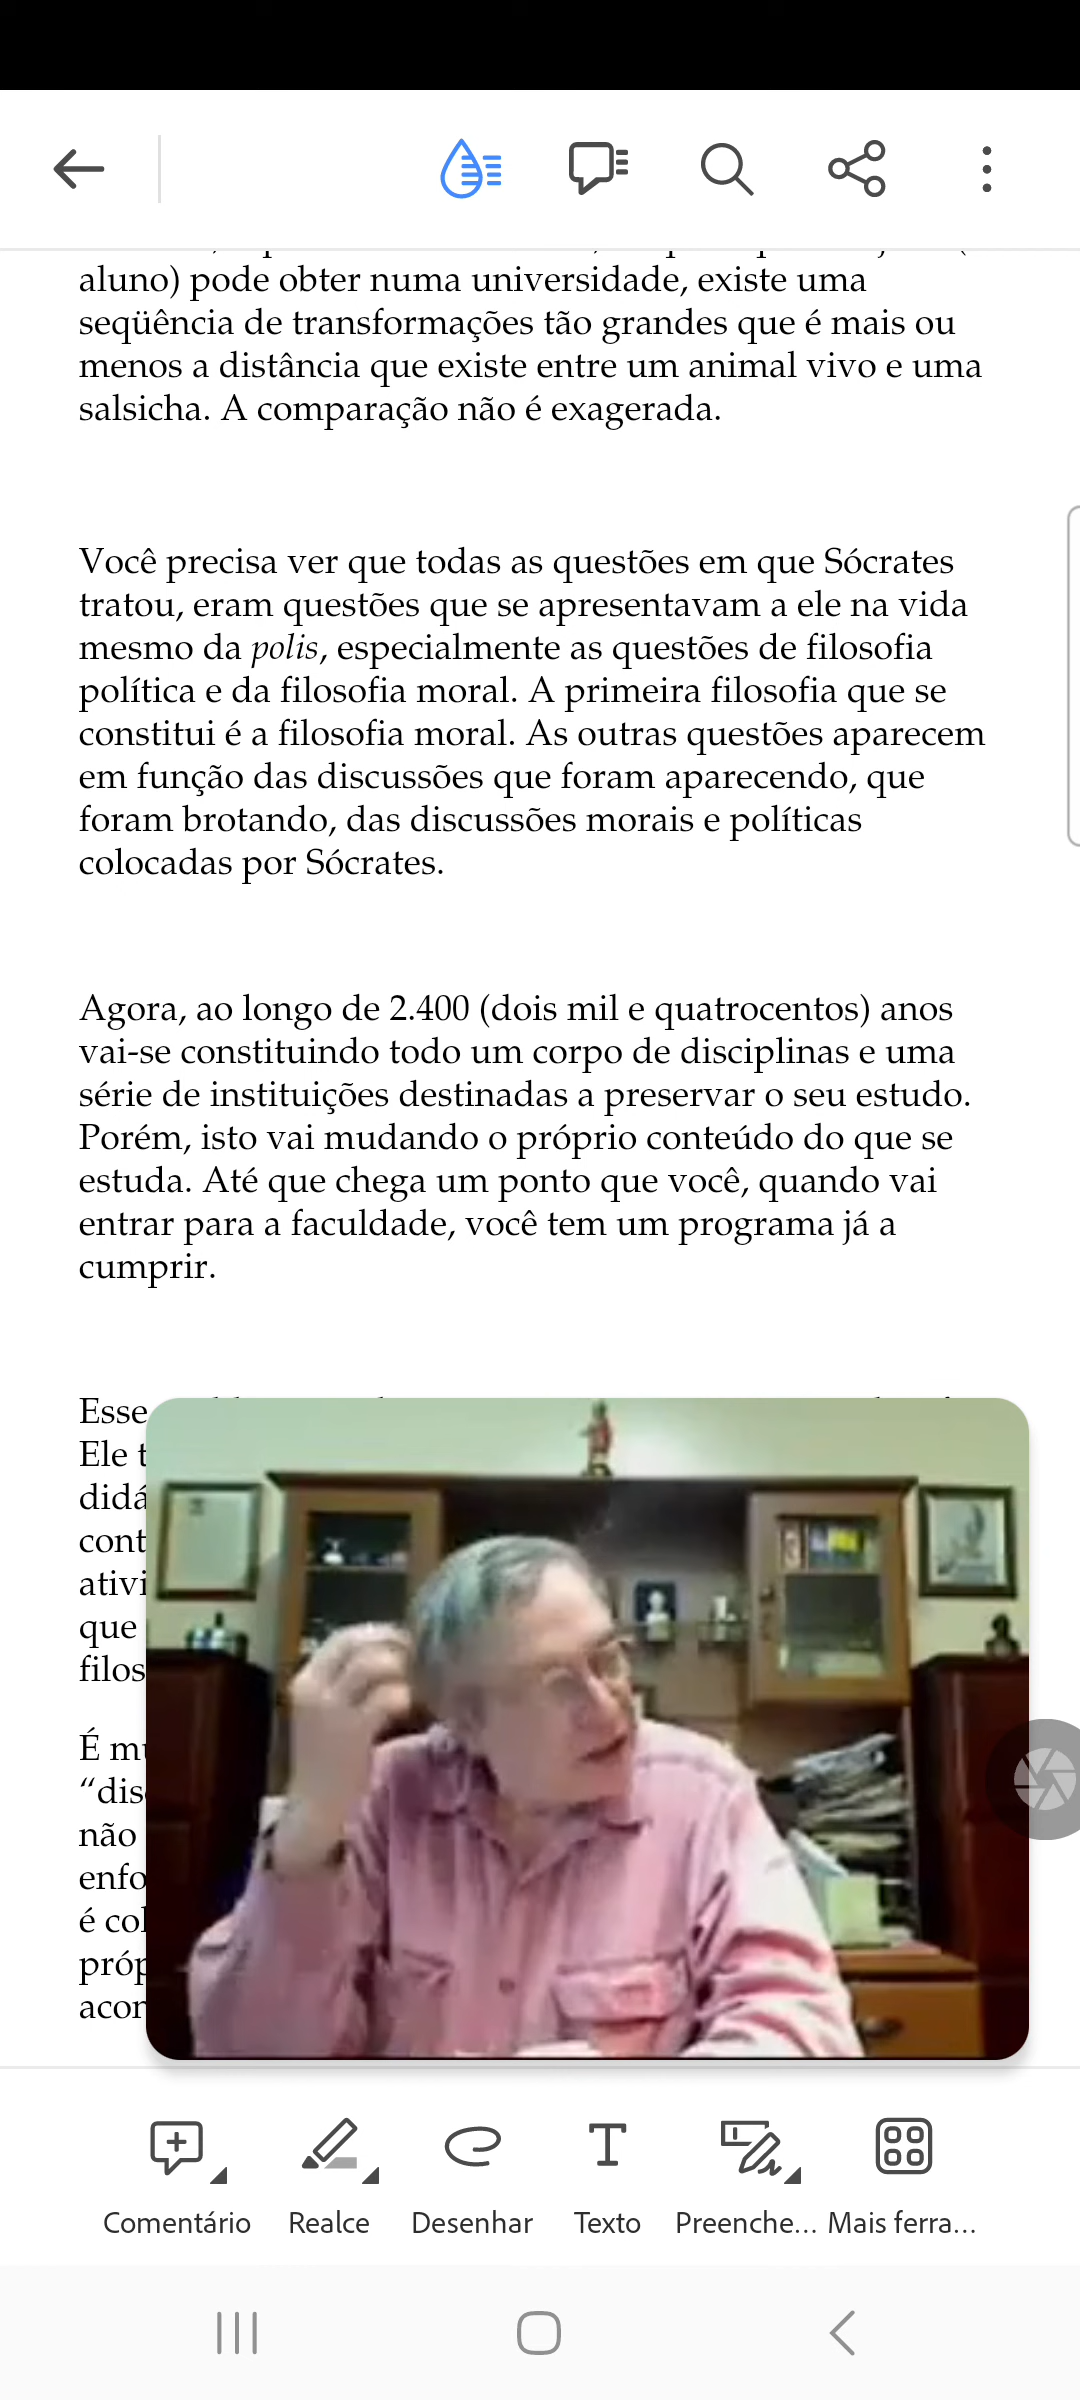 aluno) pode obter numa universidade, existe uma
seqüência de transformações tão grandes que é mais ou
menos a distância que existe entre um animal vivo e uma
salsicha. A comparação não é exagerada.
Você precisa ver que todas as questões em que Sócrates
tratou, eram questões que se apresentavam a ele na vida
mesmo da polis, especialmente as questões de filosofia
política e da filosofia moral. A primeira filosofia que se
constitui é a filosofia moral. As outras questões aparecem
em função das discussões que foram aparecendo, que
foram brotando, das discussões morais e políticas
colocadas por Sócrates.
Agora, ao longo de 2.400 (dois mil e quatrocentos) anos
vai-se constituindo todo um corpo de disciplinas e uma
série de instituições destinadas a preservar o seu estudo.
Porém, isto vai mudando o próprio conteúdo do que se
estuda. Até que chega um ponto que você, quando vai
entrar para a faculdade, você tem um programa já a
cumprir.
Esse
Ele
que
É
não
é
Comentário Realce Desenhar Texto Preenche... Mais ferra...